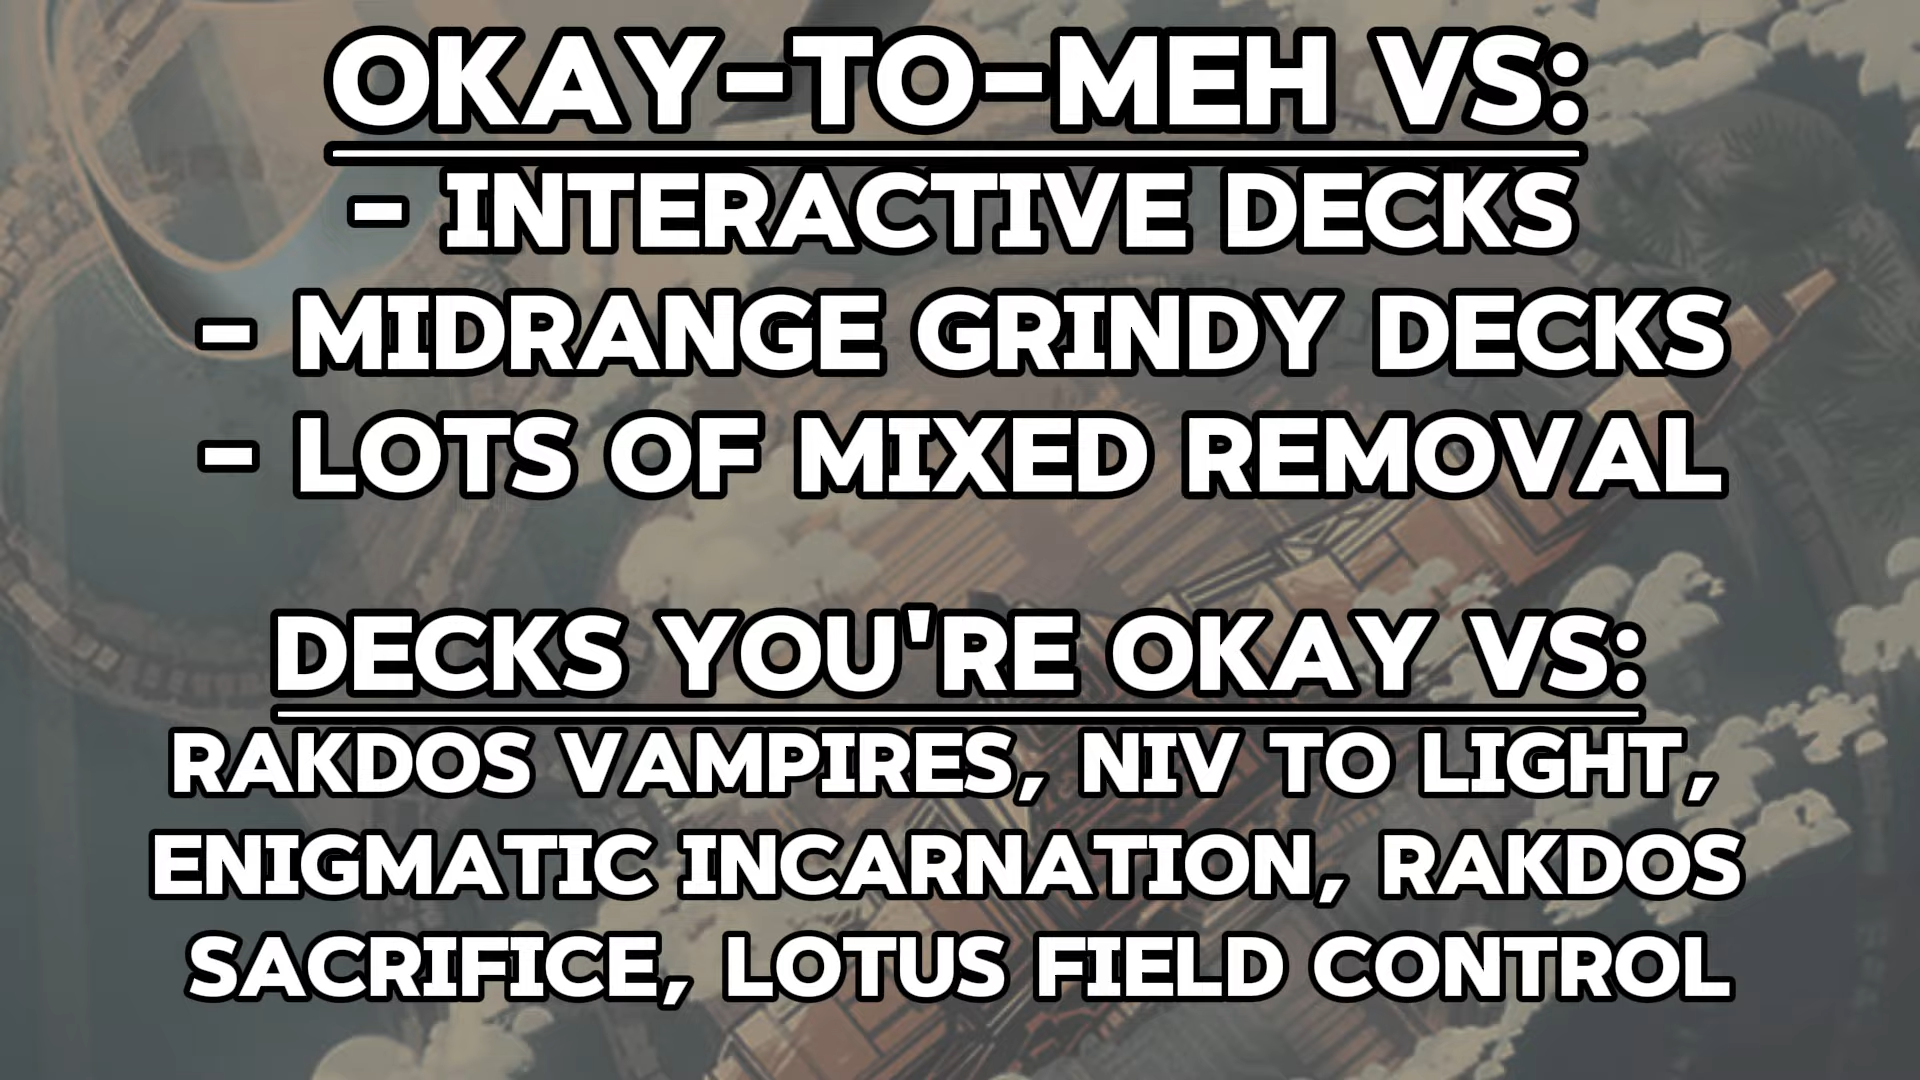 OKAY-TO-MEH VS:
- INTERACTIVE DECKS
- MIDRANGE GRINDY DECKS
- LOTS OF MIXED REMOVAL
DECKS YOU'RE OKAY VS:
RAKDOS VAMPIRES, NIV TO LIGHT,
ENIGMATIC INCARNATION, RAKDOS
SACRIFICE, LOTUS FIELD CONTROL